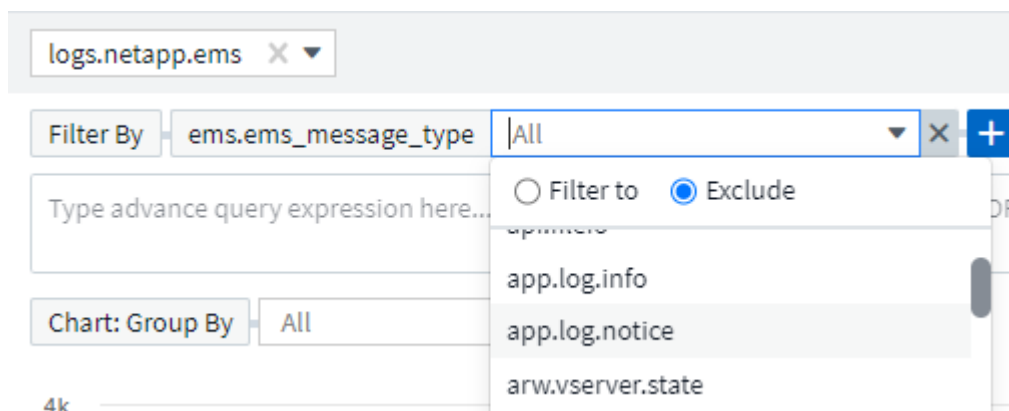 logs.netapp.ems
Filter By ems.ems_message_type All
Filter to Exclude
Type advance query expression here...
app.log.info
Chart: Group By All
app.log.notice
arw.vserver.state
4k